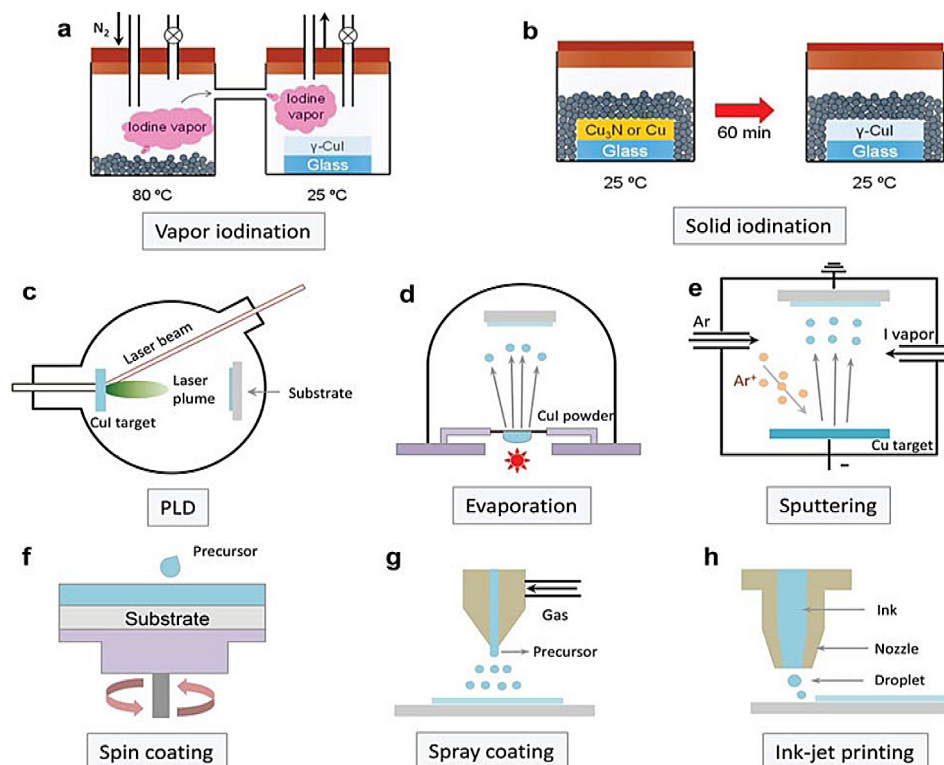 a
N₂
Iodine vapor
Iodine vapor
γ-CuI
Glass
80 ºC
25 ºC
Vapor iodination
b
Cu₃N or Cu
Glass
25 ºC
60 min
γ-CuI
Glass
25 ºC
Solid iodination
c
Laser beam
Laser
plume
Substrate
CuI target
PLD
d
CuI powder
Evaporation
e
Ar
I vapor
Ar⁺
Cu target
-
Sputtering
f
Precursor
Substrate
Spin coating
g
Gas
Precursor
Spray coating
h
Ink
Nozzle
Droplet
Ink-jet printing